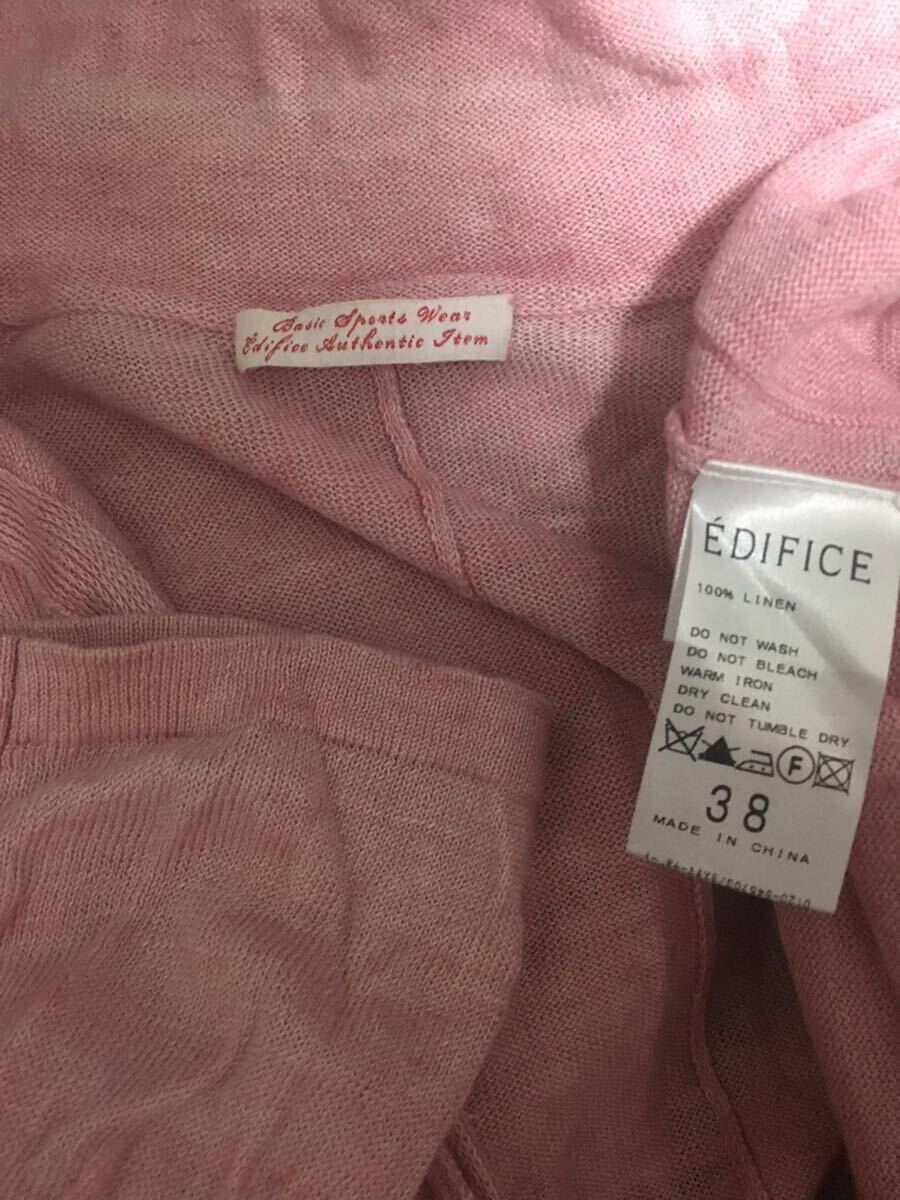 Basic Sports Wear
Edifice Authentic Item
ÉDIFICE
100% LINEN
DO NOT WASH
DO NOT BLEACH
WARM IRON
DRY CLEAN
DO NOT TUMBLE DRY
F
38
MADE IN CHINA